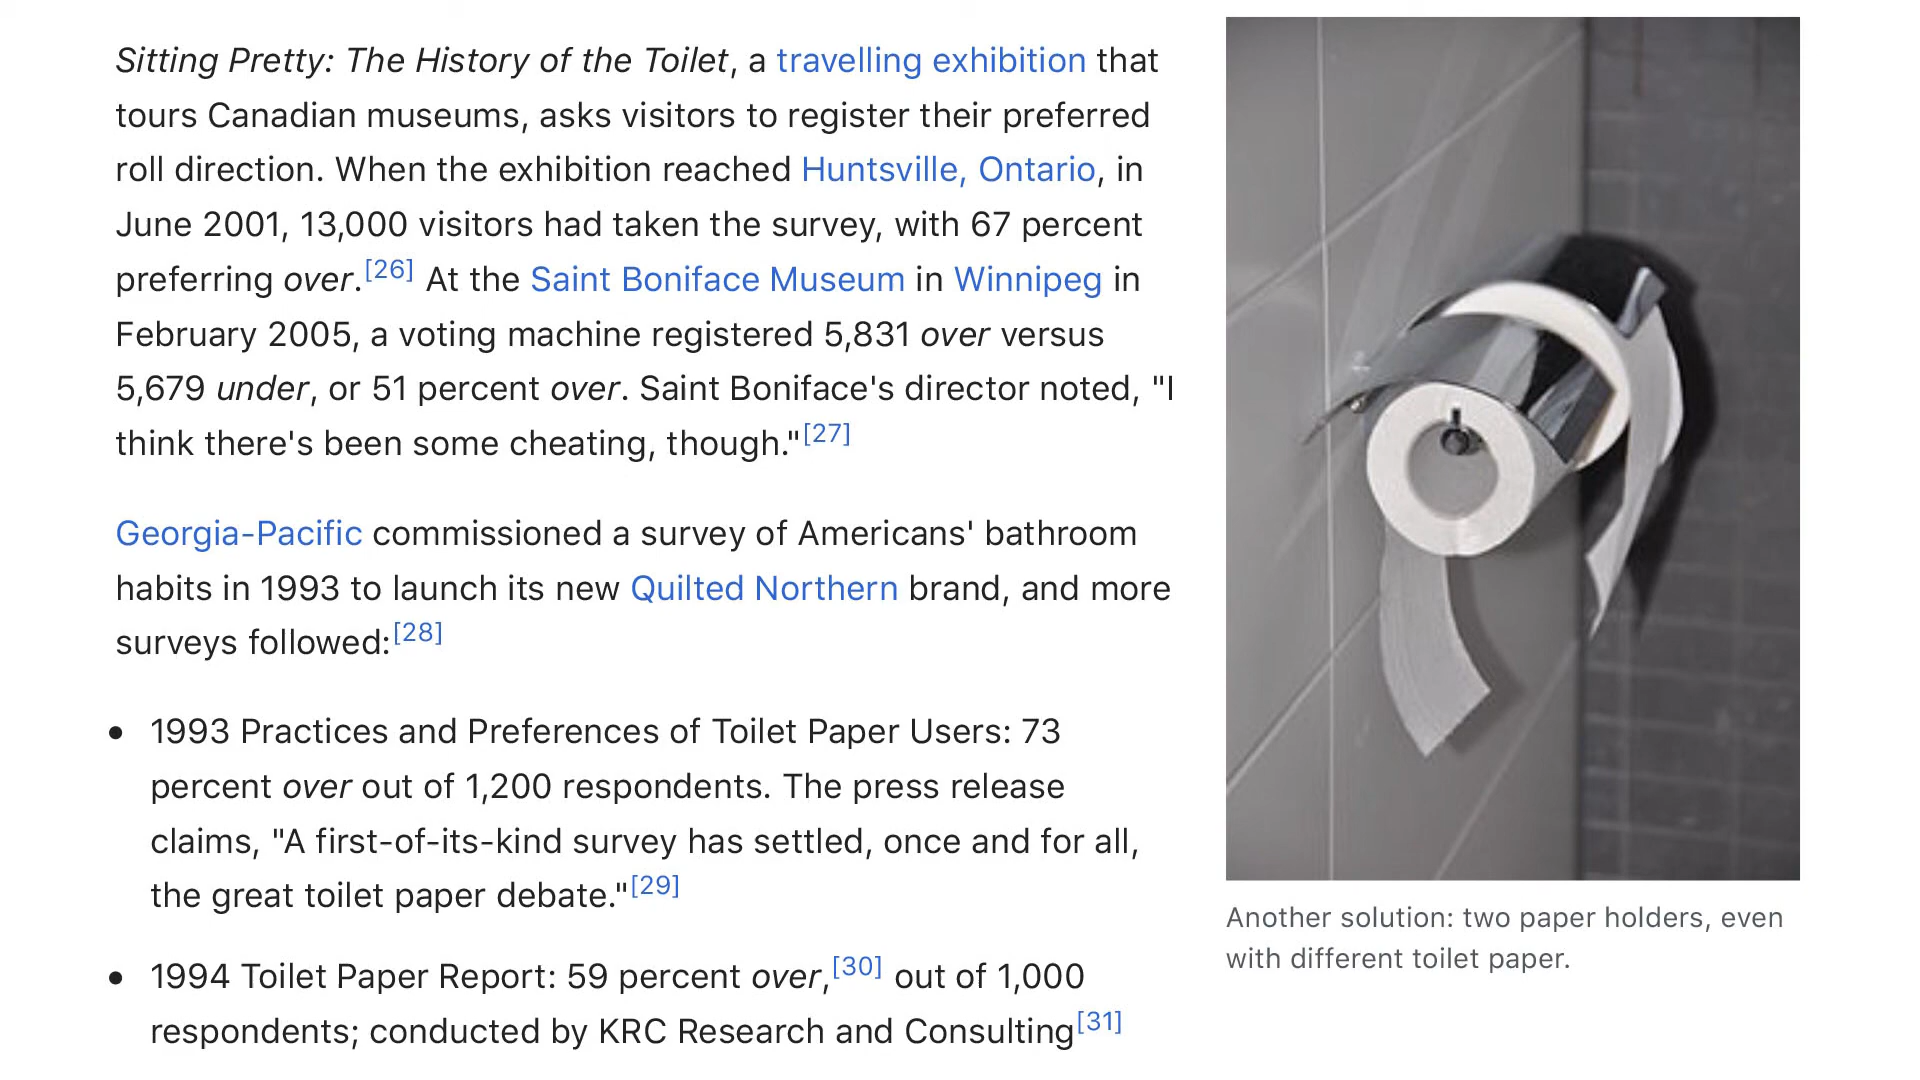 Sitting Pretty: The History of the Toilet, a travelling exhibition that
tours Canadian museums, asks visitors to register their preferred
roll direction. When the exhibition reached Huntsville, Ontario, in
June 2001, 13,000 visitors had taken the survey, with 67 percent
preferring over.[26] At the Saint Boniface Museum in Winnipeg in
February 2005, a voting machine registered 5,831 over versus
5,679 under, or 51 percent over. Saint Boniface's director noted, "I
think there's been some cheating, though."[27]
Georgia-Pacific commissioned a survey of Americans' bathroom
habits in 1993 to launch its new Quilted Northern brand, and more
surveys followed:[28]
• 1993 Practices and Preferences of Toilet Paper Users: 73
percent over out of 1,200 respondents. The press release
claims, "A first-of-its-kind survey has settled, once and for all,
the great toilet paper debate."[29]
• 1994 Toilet Paper Report: 59 percent over,[30] out of 1,000
respondents; conducted by KRC Research and Consulting[31]
Another solution: two paper holders, even
with different toilet paper.